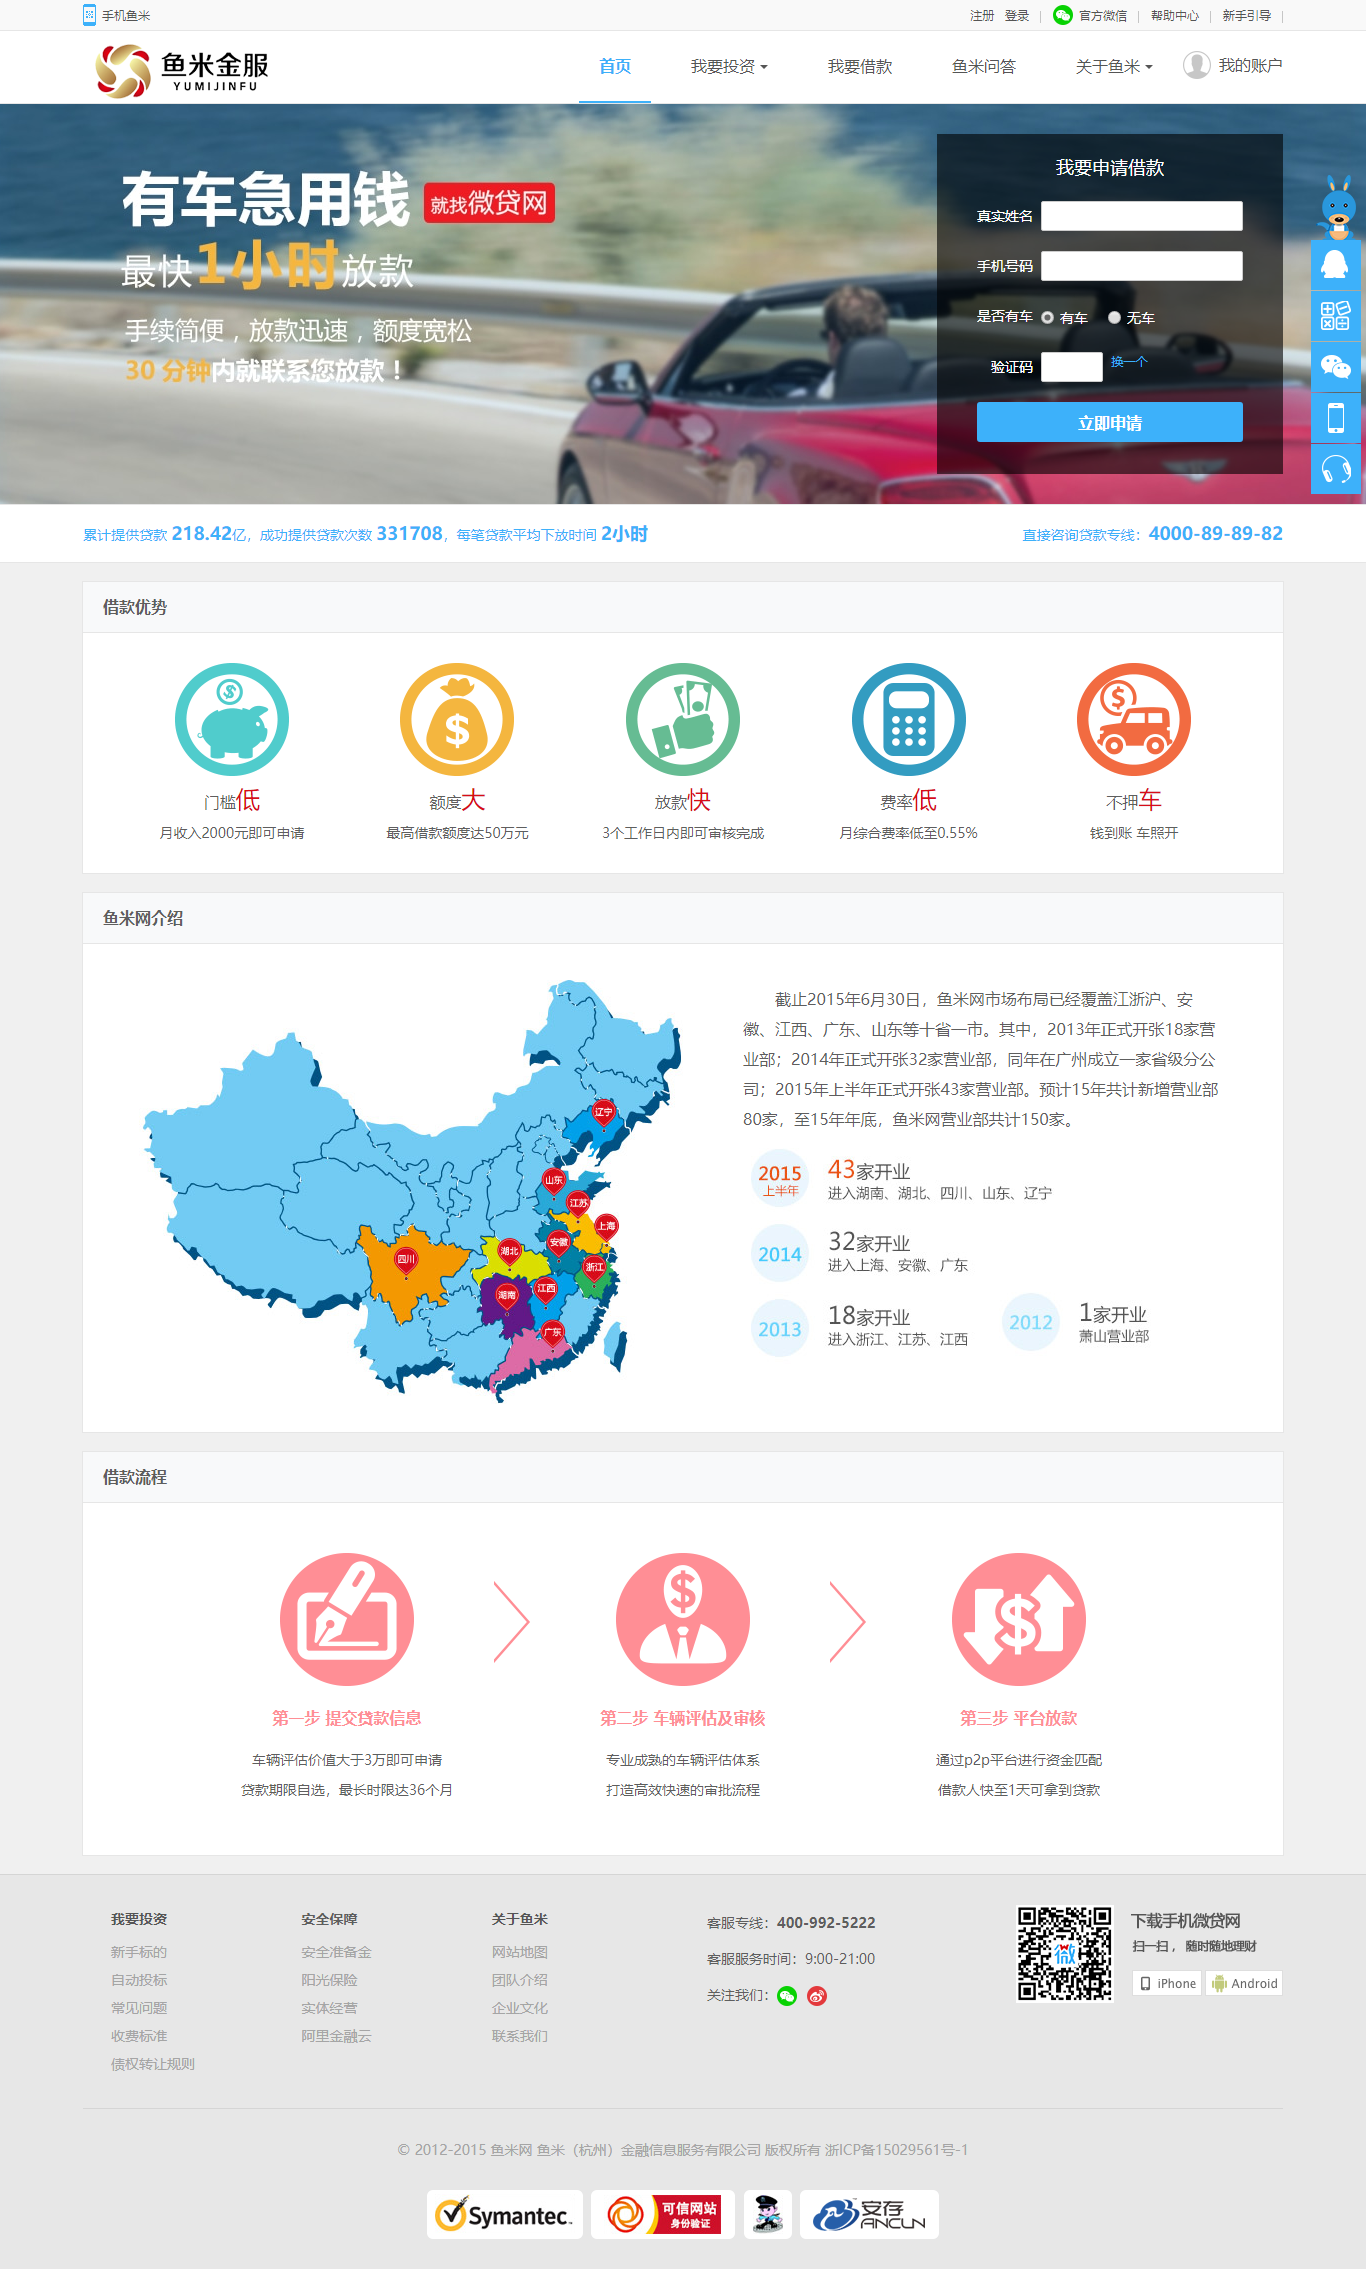 手机鱼米
注册 登录 | 官方微信 | 帮助中心 | 新手引导 |
鱼米金服
YUMIJINFU
首页 我要投资 我要借款 鱼米问答 关于鱼米 我的账户
有车急用钱 就找微贷网
最快1小时放款
手续简便，放款迅速，额度宽松
30 分钟内就联系您放款！
我要申请借款
真实姓名
手机号码
是否有车 有车 无车
验证码 换一个
立即申请
累计提供贷款 218.42亿，成功提供贷款次数 331708，每笔贷款平均下放时间 2小时
直接咨询贷款专线：4000-89-89-82
借款优势
门槛低
月收入2000元即可申请
额度大
最高借款额度达50万元
放款快
3个工作日内即可审核完成
费率低
月综合费率低至0.55%
不押车
钱到账 车照开
鱼米网介绍
辽宁
山东
江苏
上海
安徽
湖北
四川
浙江
江西
湖南
广东
截止2015年6月30日，鱼米网市场布局已经覆盖江浙沪、安
徽、江西、广东、山东等十省一市。其中，2013年正式开张18家营
业部；2014年正式开张32家营业部，同年在广州成立一家省级分公
司；2015年上半年正式开张43家营业部。预计15年共计新增营业部
80家，至15年年底，鱼米网营业部共计150家。
2015
上半年
43家开业
进入湖南、湖北、四川、山东、辽宁
2014
32家开业
进入上海、安徽、广东
2013
18家开业
进入浙江、江苏、江西
2012
1家开业
萧山营业部
借款流程
第一步 提交贷款信息
车辆评估价值大于3万即可申请
贷款期限自选，最长时限达36个月
第二步 车辆评估及审核
专业成熟的车辆评估体系
打造高效快速的审批流程
第三步 平台放款
通过p2p平台进行资金匹配
借款人快至1天可拿到贷款
我要投资
新手标的
自动投标
常见问题
收费标准
债权转让规则
安全保障
安全准备金
阳光保险
实体经营
阿里金融云
关于鱼米
网站地图
团队介绍
企业文化
联系我们
客服专线：400-992-5222
客服服务时间：9:00-21:00
关注我们：
微
下载手机微贷网
扫一扫， 随时随地理财
iPhone Android
© 2012-2015 鱼米网 鱼米（杭州）金融信息服务有限公司 版权所有 浙ICP备15029561号-1
Symantec.
可信网站
身份验证
安存
ANCUN